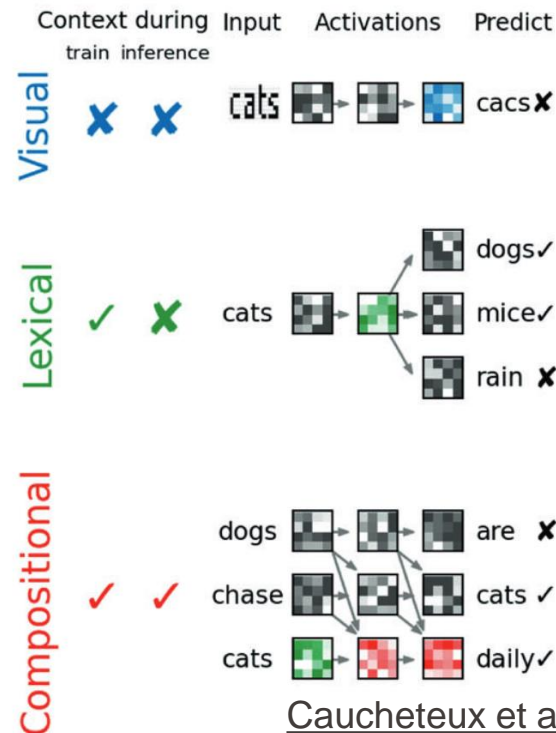 Context during Input Activations Predict
train inference
Visual ✘ ✘ cats cacs ✘
dogs ✓
Lexical ✓ ✘ cats mice ✓
rain ✘
dogs are ✘
Compositional ✓ ✓ chase cats ✓
cats daily ✓
Caucheteux et a